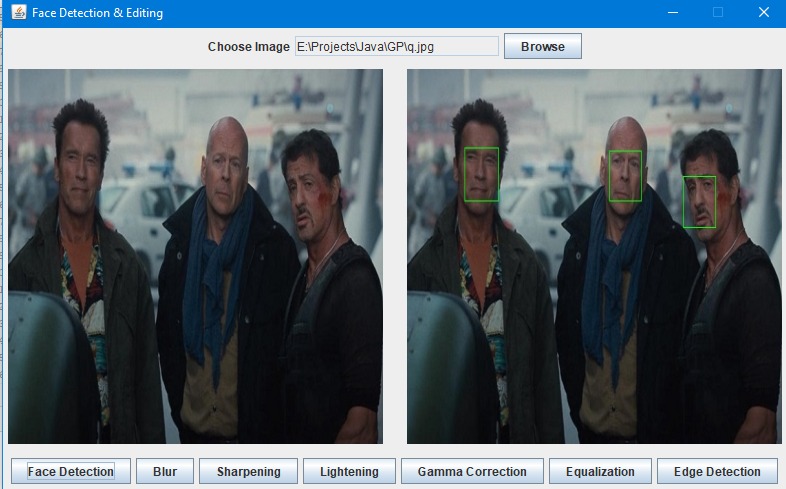 Face Detection & Editing
Choose Image E:\Projects\Java\GP\q.jpg Browse
Face Detection Blur Sharpening Lightening Gamma Correction Equalization Edge Detection